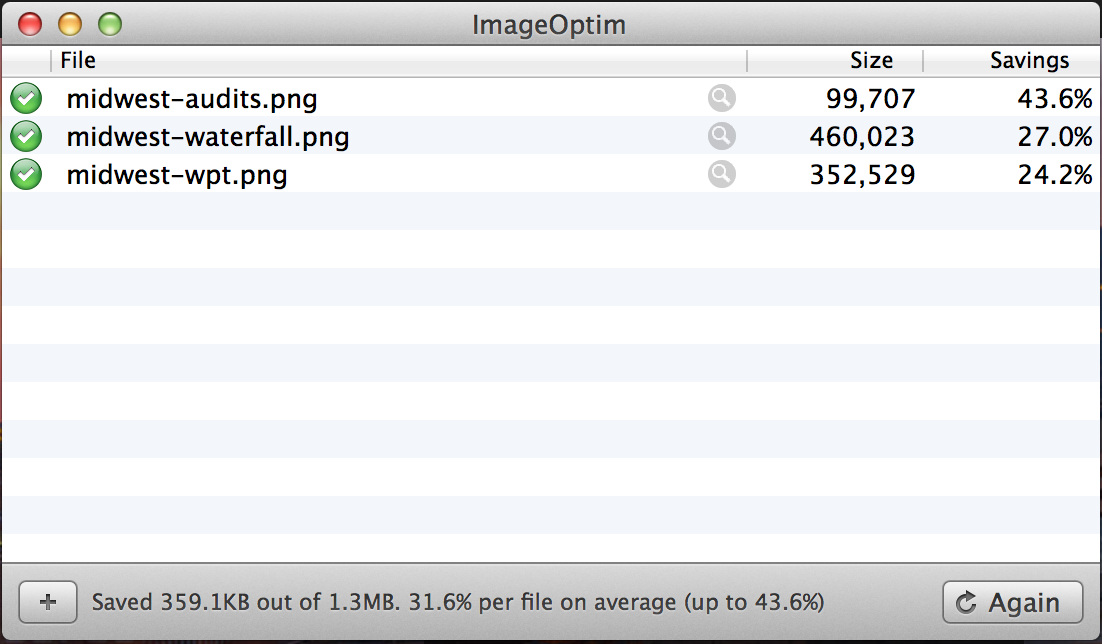 ImageOptim
File Size Savings
midwest-audits.png 99,707 43.6%
midwest-waterfall.png 460,023 27.0%
midwest-wpt.png 352,529 24.2%
+ Saved 359.1KB out of 1.3MB. 31.6% per file on average (up to 43.6%) Again